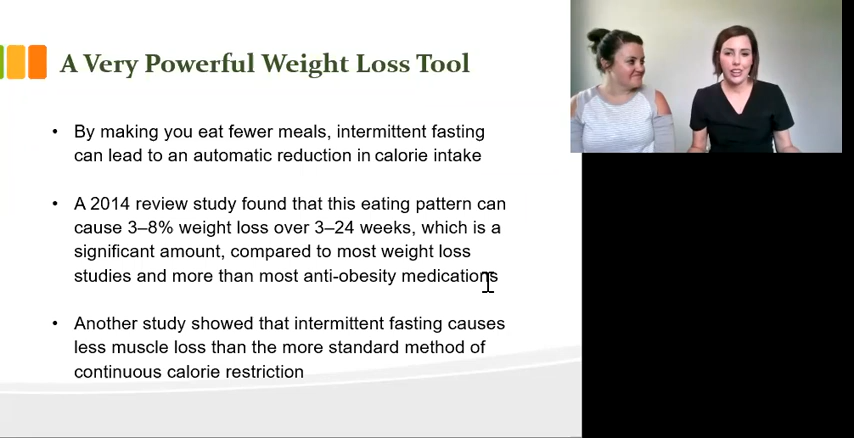 A Very Powerful Weight Loss Tool
• By making you eat fewer meals, intermittent fasting
can lead to an automatic reduction in calorie intake
• A 2014 review study found that this eating pattern can
cause 3–8% weight loss over 3–24 weeks, which is a
significant amount, compared to most weight loss
studies and more than most anti-obesity medications
• Another study showed that intermittent fasting causes
less muscle loss than the more standard method of
continuous calorie restriction